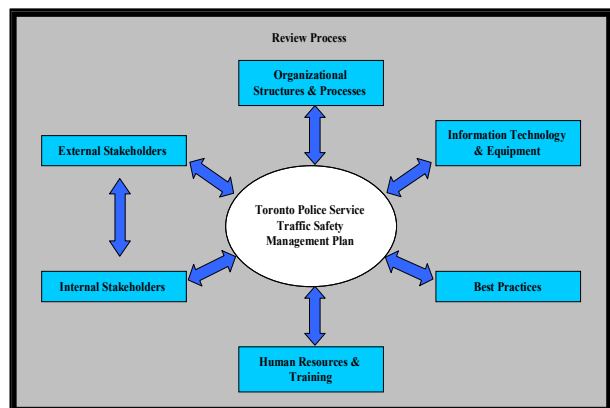 Review Process
Organizational
Structures & Processes
External Stakeholders
Information Technology
& Equipment
Toronto Police Service
Traffic Safety
Management Plan
Internal Stakeholders
Best Practices
Human Resources &
Training